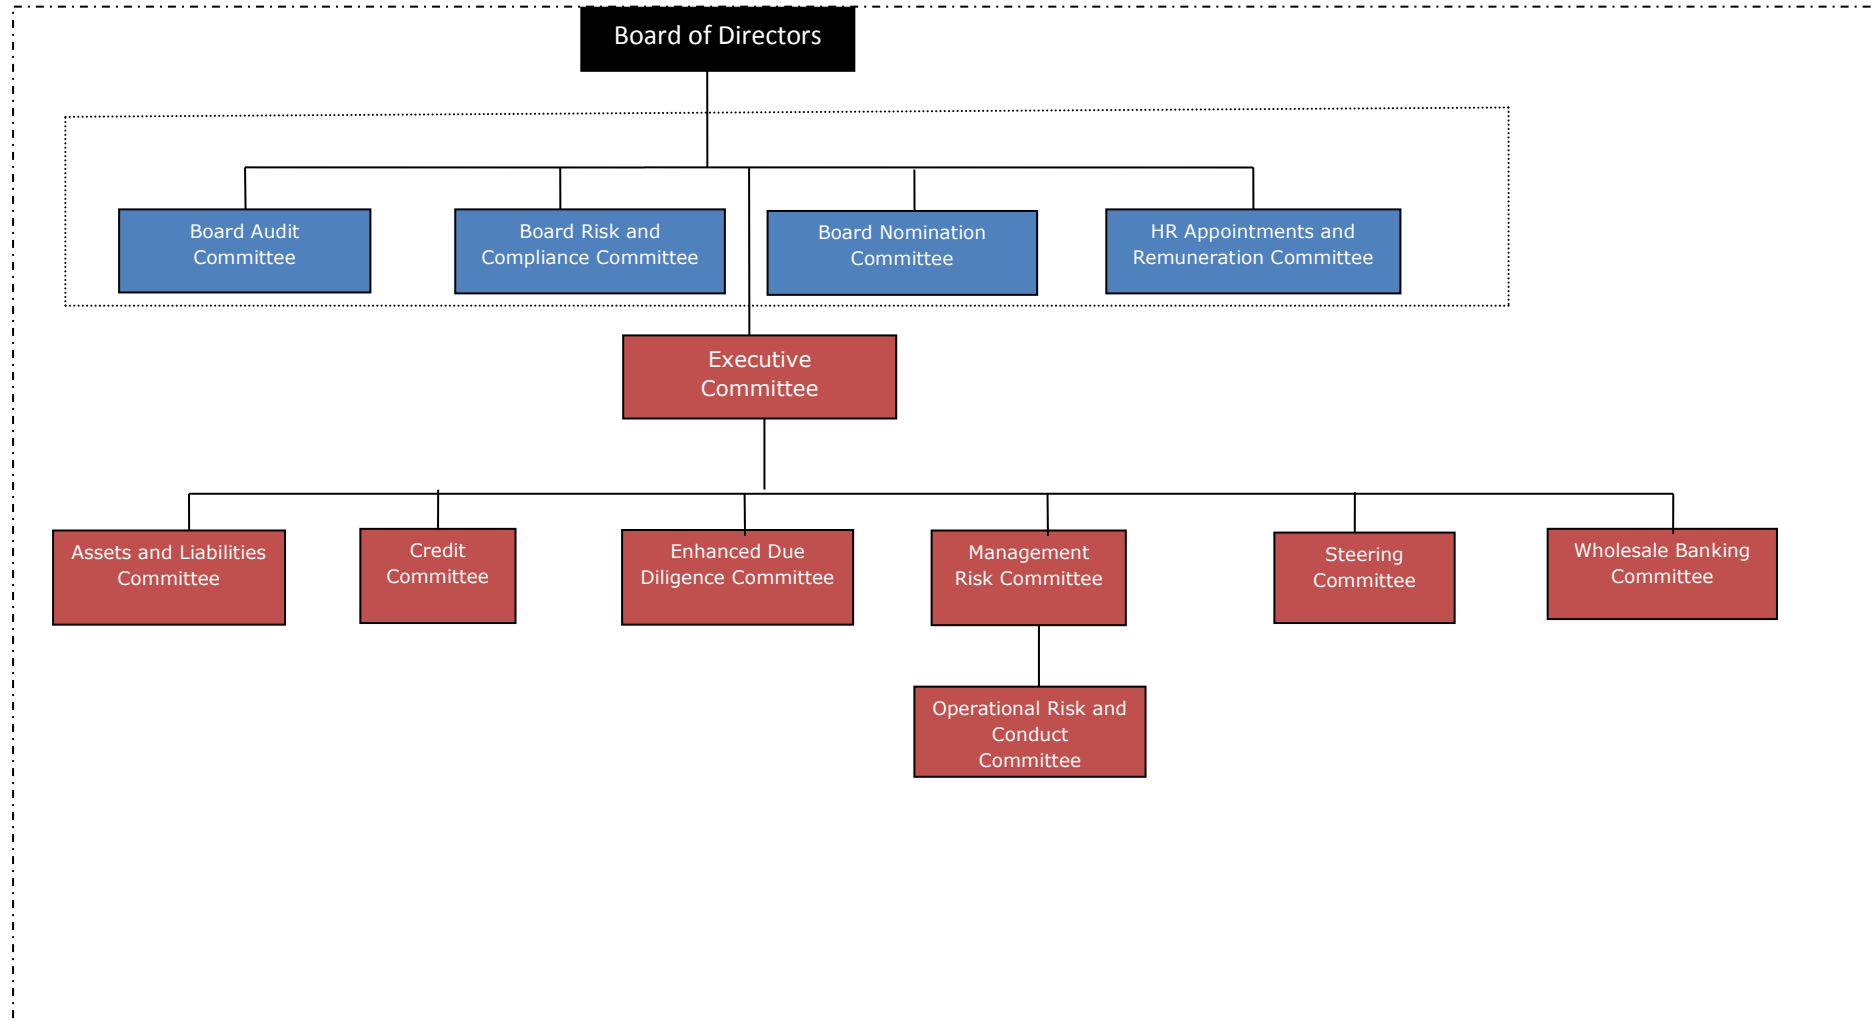 Board of Directors
Board Audit
Committee
Board Risk and
Compliance Committee
Board Nomination
Committee
HR Appointments and
Remuneration Committee
Executive
Committee
Assets and Liabilities
Committee
Credit
Committee
Enhanced Due
Diligence Committee
Management
Risk Committee
Steering
Committee
Wholesale Banking
Committee
Operational Risk and
Conduct
Committee